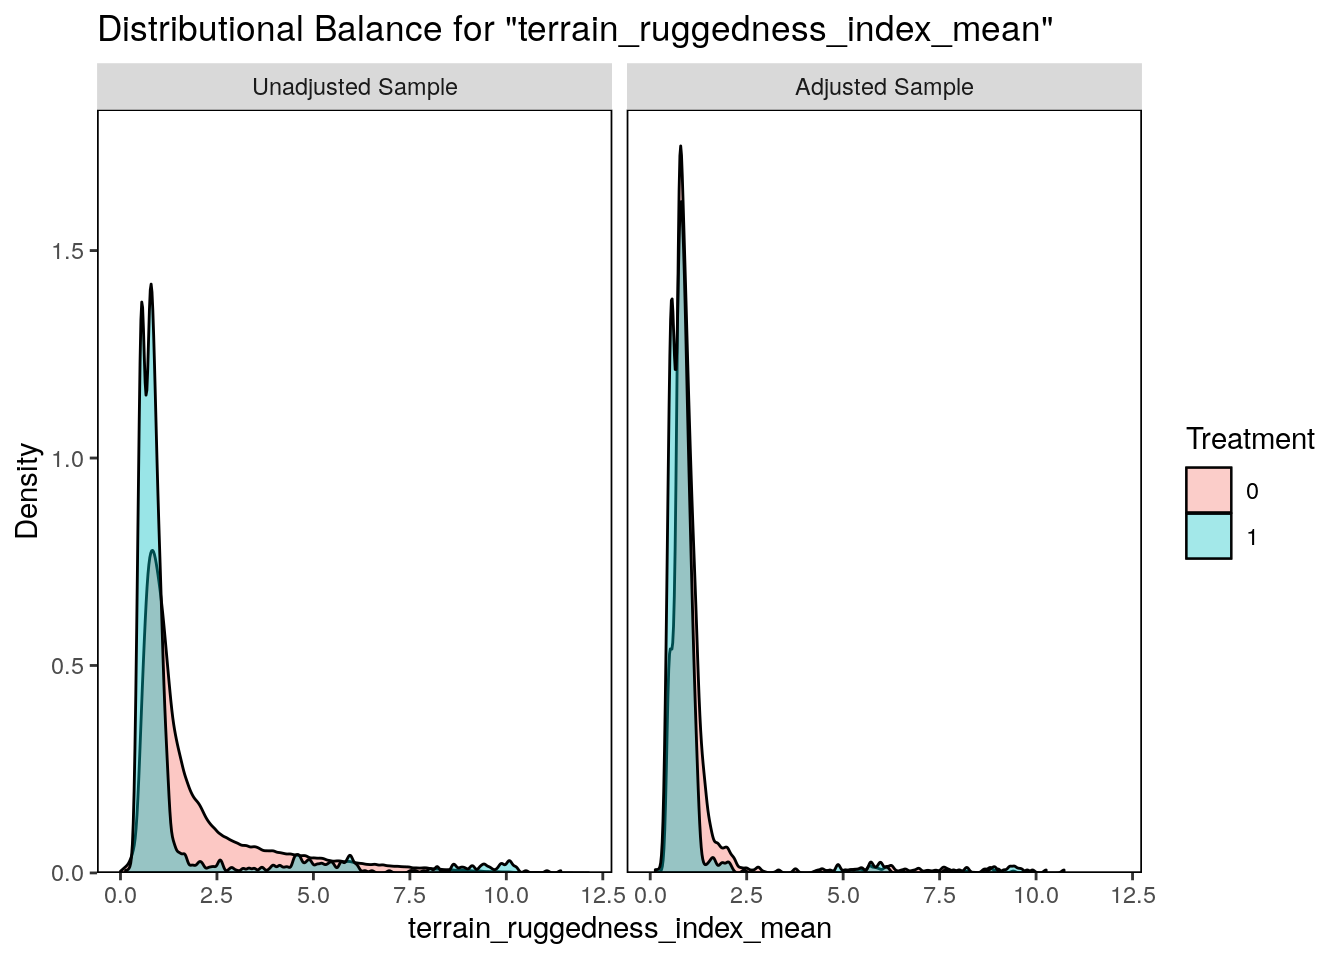 Distributional Balance for "terrain_ruggedness_index_mean"
Unadjusted Sample
Adjusted Sample
Density
1.5
1.0
0.5
0.0
0.0 2.5 5.0 7.5 10.0 12.5
0.0 2.5 5.0 7.5 10.0 12.5
terrain_ruggedness_index_mean
Treatment
0
1